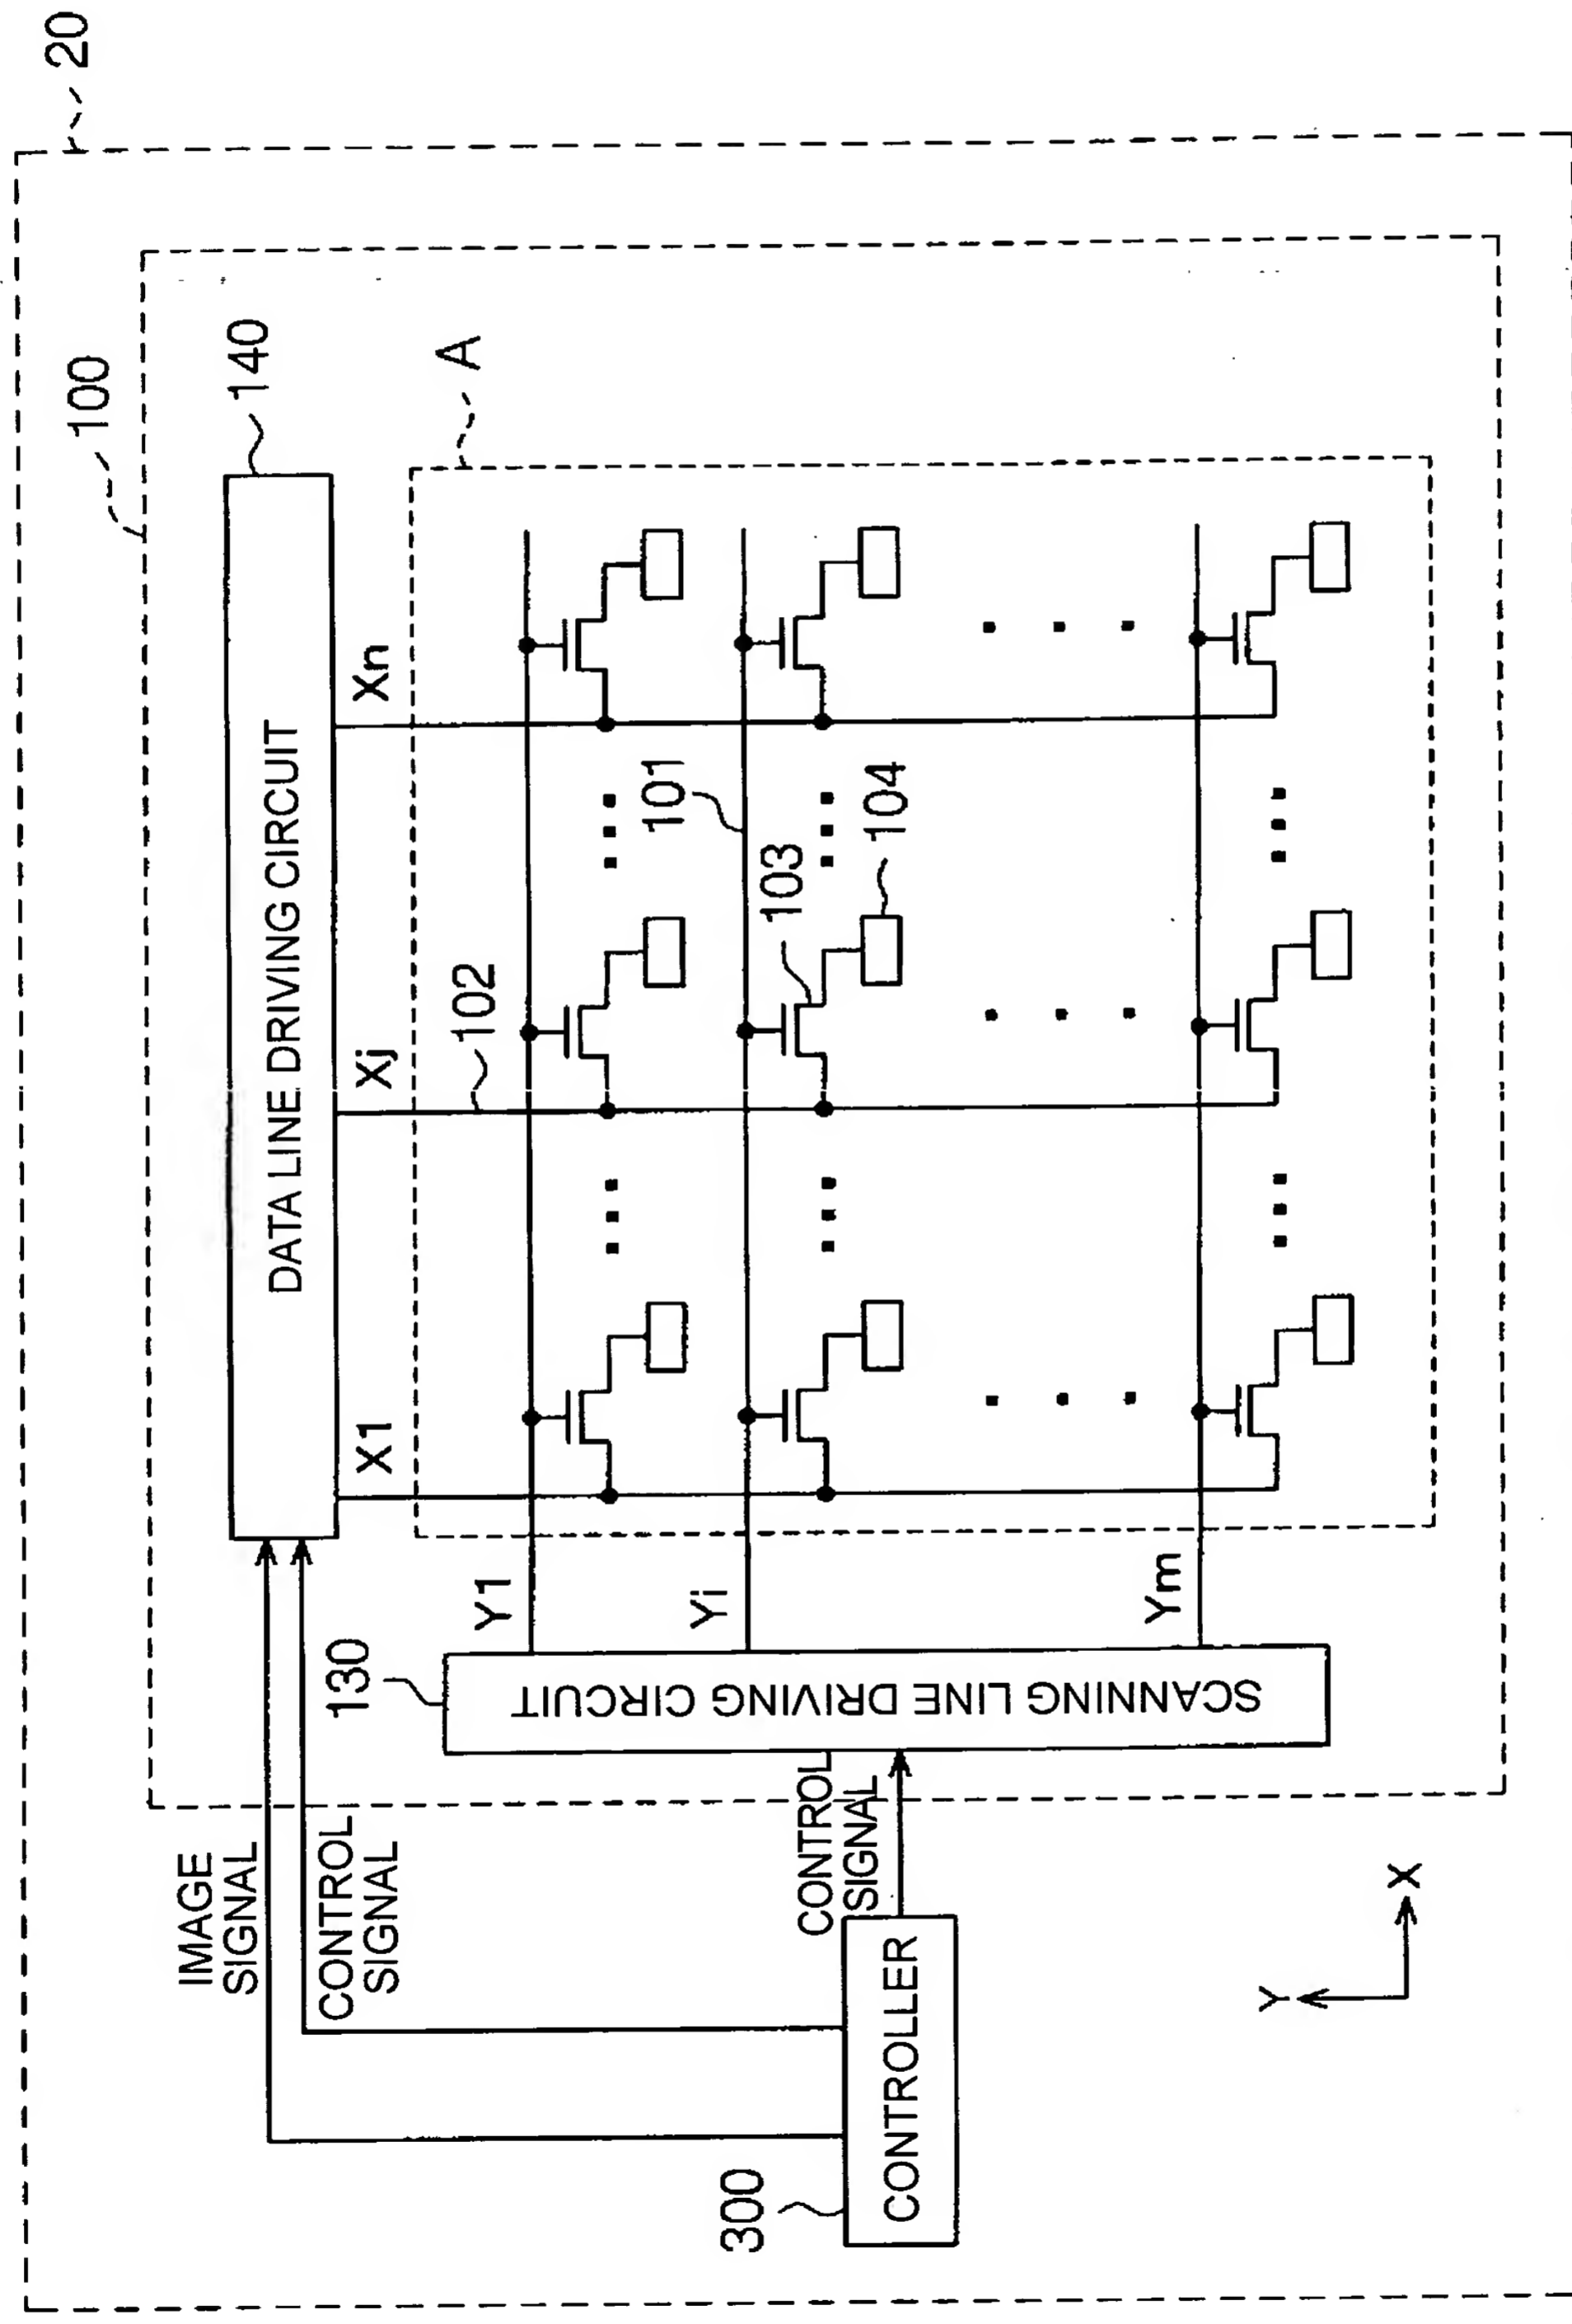 20
100
140
DATA LINE DRIVING CIRCUIT
A
IMAGE
SIGNAL
CONTROL
SIGNAL
X1
Xj
Xn
102
130
Y1
101
Yi
103
104
SCANNING LINE DRIVING CIRCUIT
CONTROL
SIGNAL
Ym
300
CONTROLLER
Y
X